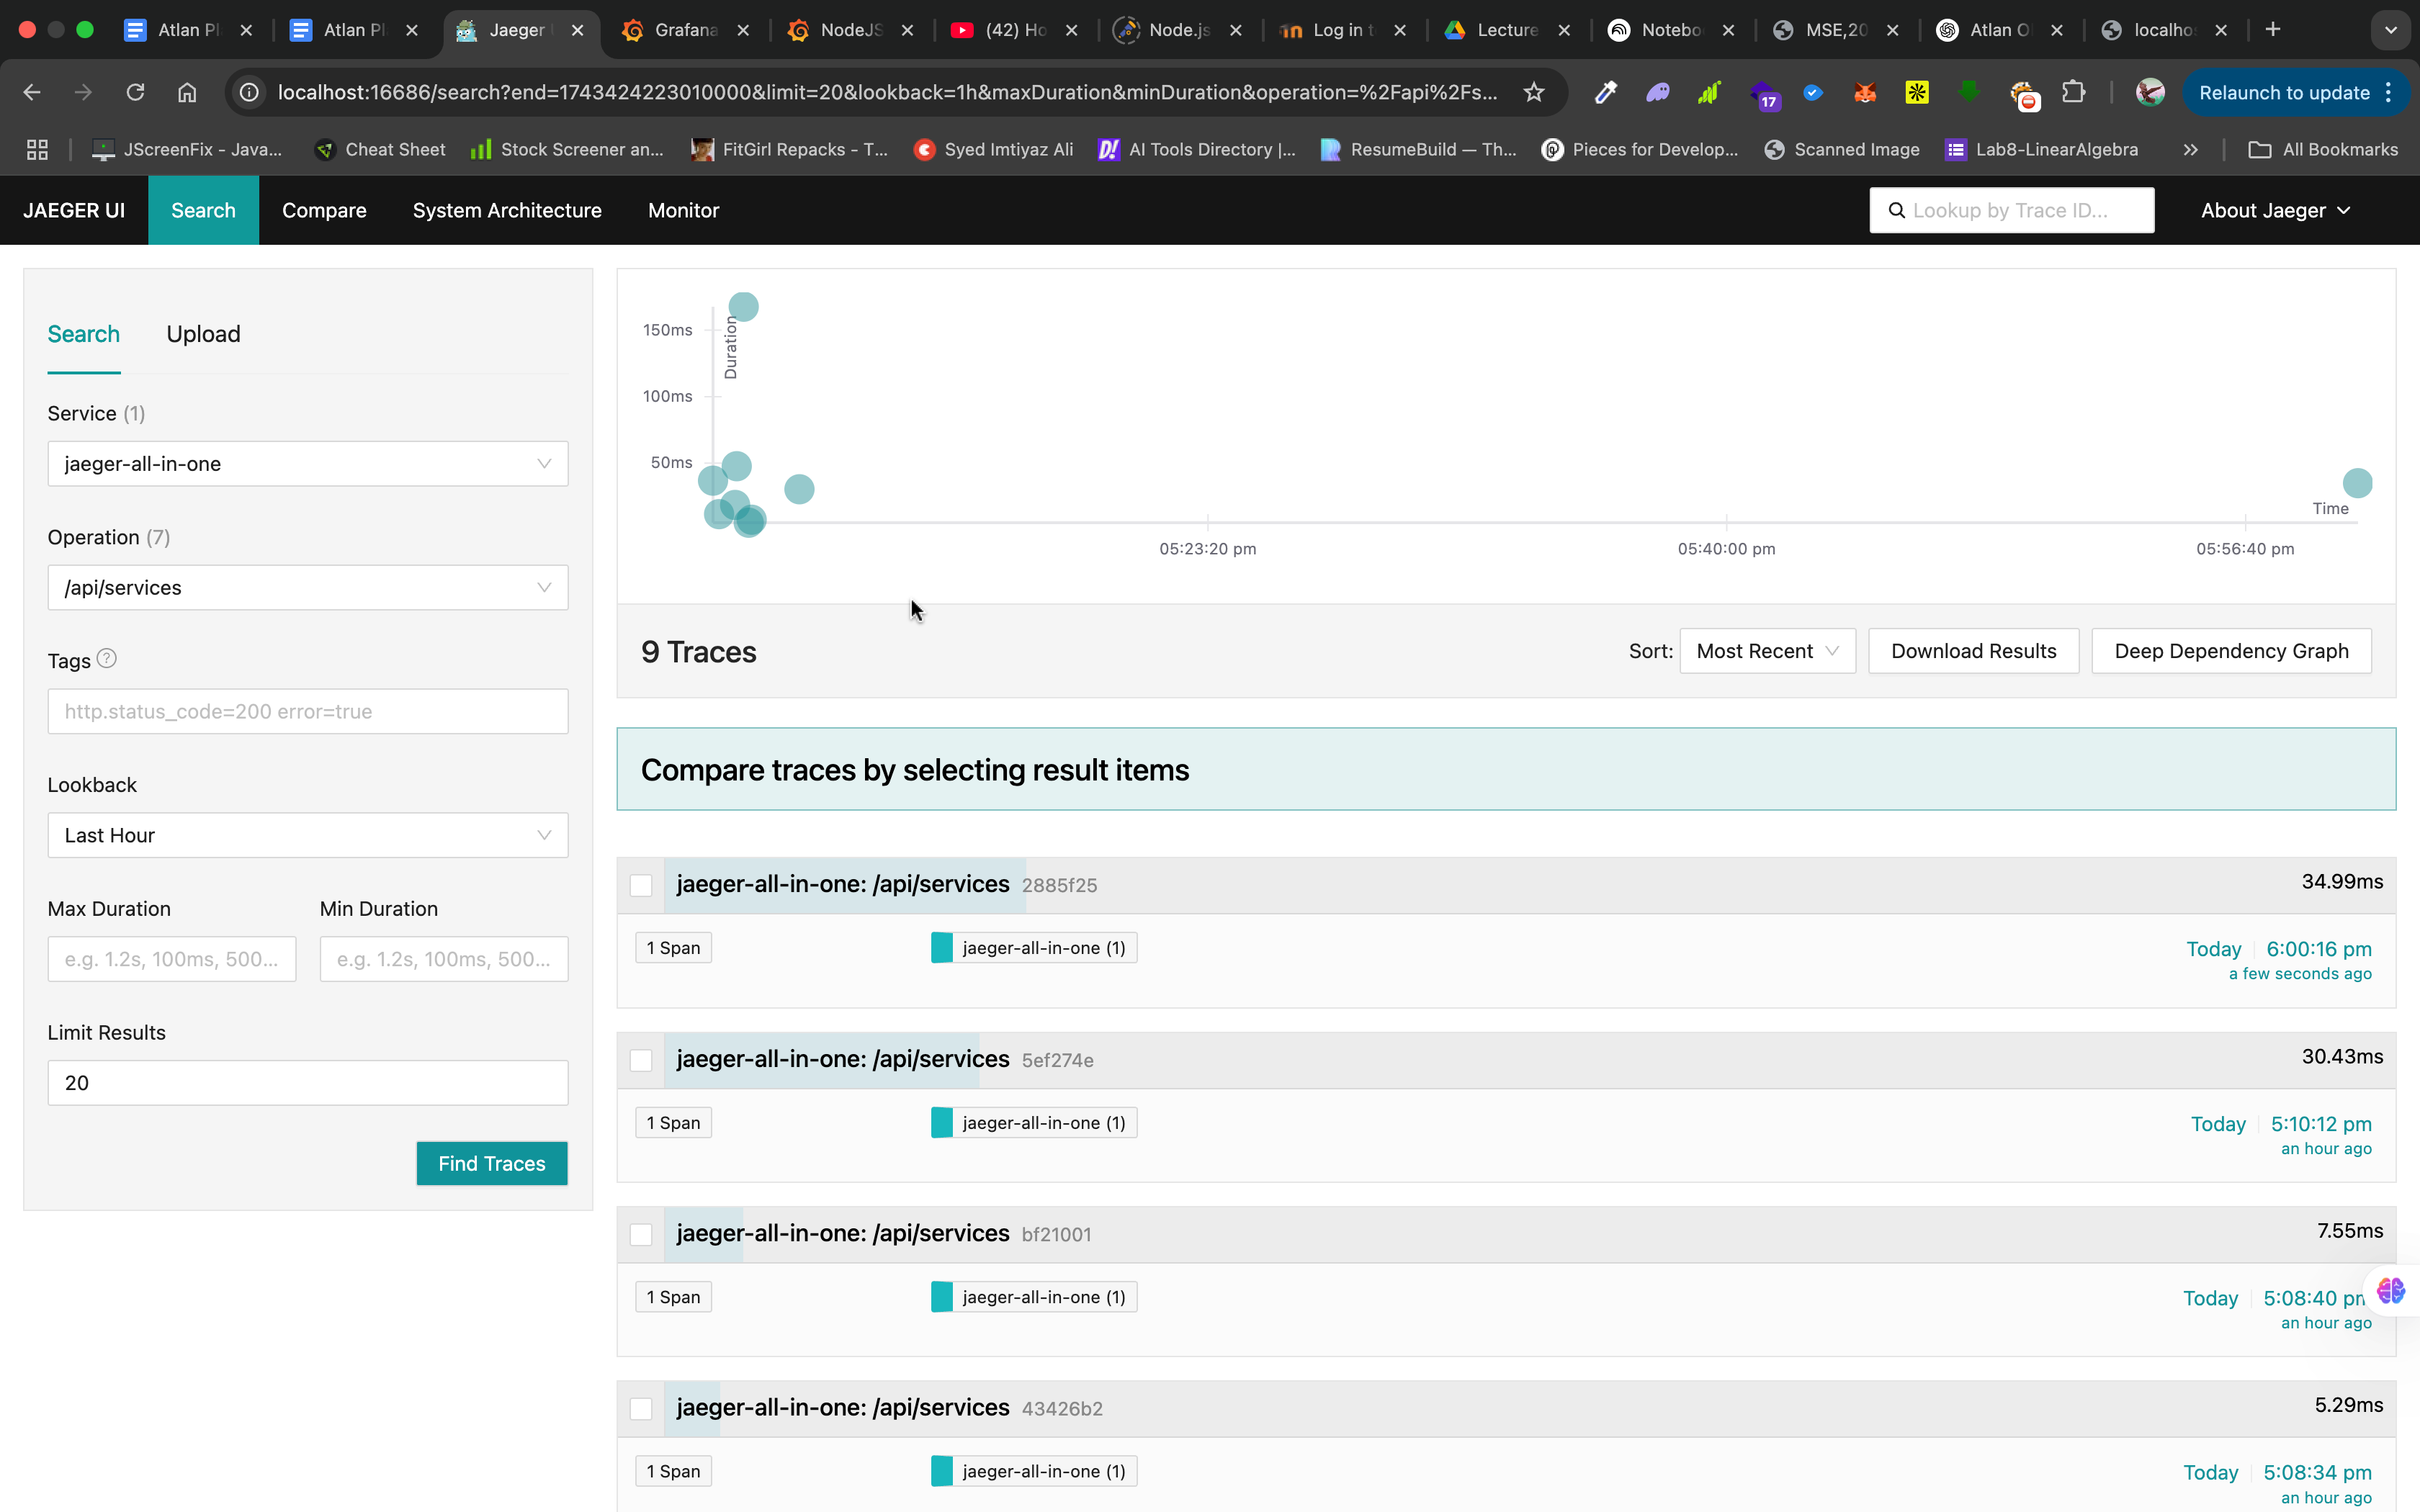 Atlan Pl
Atlan Pl
Jaeger
Grafana
NodeJS
(42) Ho
Node.js
Log in t
Lecture
Notebo
MSE,20
Atlan O
localho
localhost:16686/search?end=1743424223010000&limit=20&lookback=1h&maxDuration&minDuration&operation=%2Fapi%2Fs...
17
Relaunch to update
JScreenFix - Java...
Cheat Sheet
Stock Screener an...
FitGirl Repacks - T...
Syed Imtiyaz Ali
AI Tools Directory |...
ResumeBuild — Th...
Pieces for Develop...
Scanned Image
Lab8-LinearAlgebra
All Bookmarks
JAEGER UI
Search
Compare
System Architecture
Monitor
Lookup by Trace ID...
About Jaeger
Search
Upload
Service (1)
jaeger-all-in-one
Operation (7)
/api/services
Tags
http.status_code=200 error=true
Lookback
Last Hour
Max Duration
Min Duration
e.g. 1.2s, 100ms, 500...
e.g. 1.2s, 100ms, 500...
Limit Results
20
Find Traces
Duration
150ms
100ms
50ms
Time
05:23:20 pm
05:40:00 pm
05:56:40 pm
9 Traces
Sort:
Most Recent
Download Results
Deep Dependency Graph
Compare traces by selecting result items
jaeger-all-in-one: /api/services 2885f25
34.99ms
1 Span
jaeger-all-in-one (1)
Today 6:00:16 pm
a few seconds ago
jaeger-all-in-one: /api/services 5ef274e
30.43ms
1 Span
jaeger-all-in-one (1)
Today 5:10:12 pm
an hour ago
jaeger-all-in-one: /api/services bf21001
7.55ms
1 Span
jaeger-all-in-one (1)
Today 5:08:40 pm
an hour ago
jaeger-all-in-one: /api/services 43426b2
5.29ms
1 Span
jaeger-all-in-one (1)
Today 5:08:34 pm
an hour ago